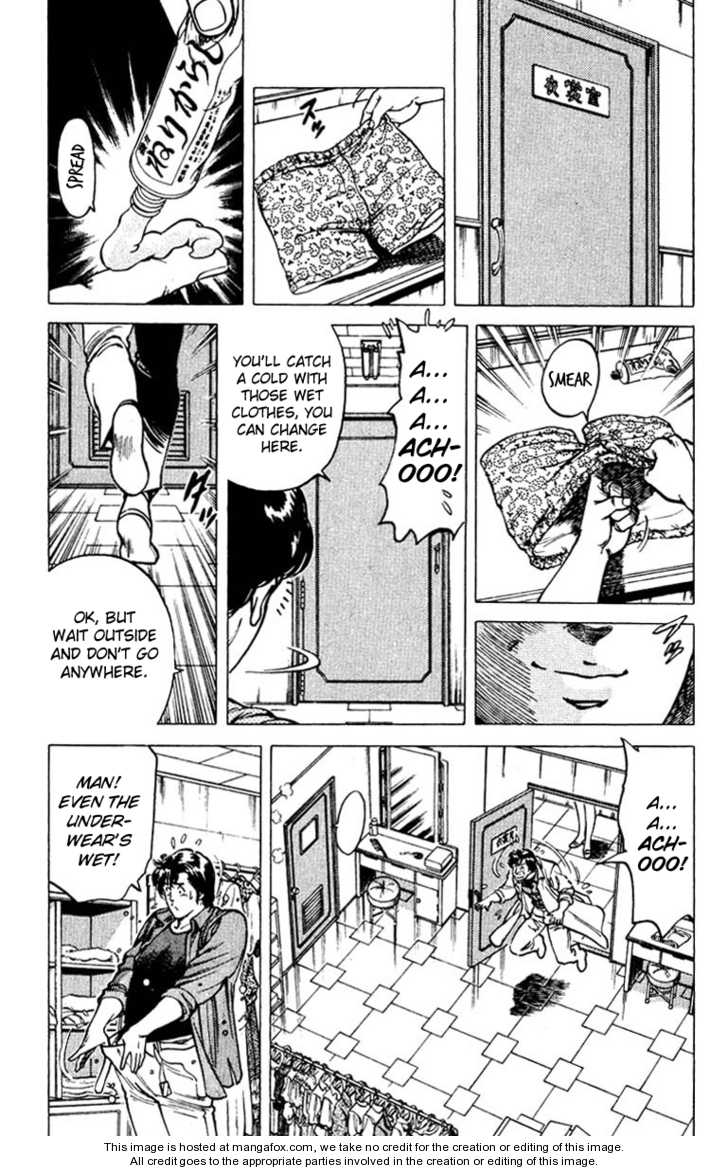 衣裳室
スッ
ねりからし
SPREAD
SMEAR
A...
A...
A...
ACH-
OOO!
YOU'LL CATCH
A COLD WITH
THOSE WET
CLOTHES, YOU
CAN CHANGE
HERE.
OK, BUT
WAIT OUTSIDE
AND DON'T GO
ANYWHERE.
A...
A...
ACH-
OOO!
MAN!
EVEN THE
UNDER-
WEAR'S
WET!
This image is hosted at mangafox.com, we take no credit for the creation or editing of this image.
All credit goes to the appropriate parties involved in the creation or editing of this image.